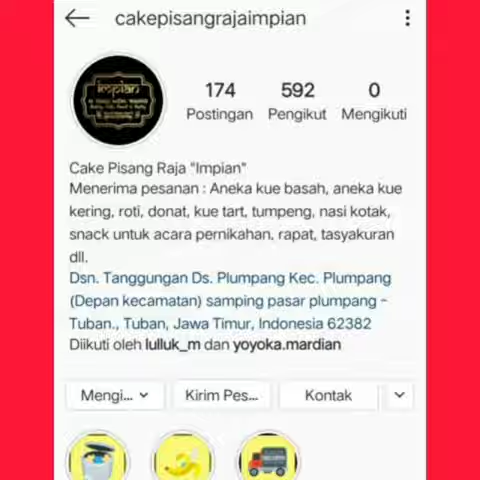 cakepisangrajaimpian
impian
174 592 0
Postingan Pengikut Mengikuti
Cake Pisang Raja "Impian"
Menerima pesanan : Aneka kue basah, aneka kue
kering, roti, donat, kue tart, tumpeng, nasi kotak,
snack untuk acara pernikahan, rapat, tasyakuran
dll.
Dsn. Tanggungan Ds. Plumpang Kec. Plumpang
(Depan kecamatan) samping pasar plumpang -
Tuban., Tuban, Jawa Timur, Indonesia 62382
Diikuti oleh lulluk_m dan yoyoka.mardian
Mengi... Kirim Pes... Kontak